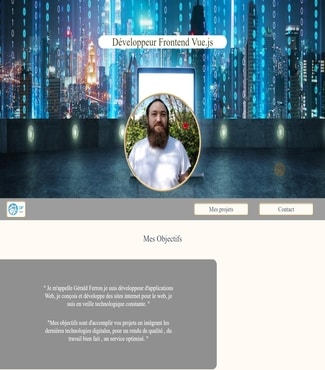 Développeur Frontend Vue.js
Mes projets
Contact
Mes Objectifs
" Je m'appelle Gérald Ferron je suis développeur d'applications
Web, je conçois et développe des sites internet pour le web, je
suis en veille technologique constante. "
"Mes objectifs sont d'accomplir vos projets en intégrant les
dernières technologies digitales, pour un rendu de qualité , du
travail bien fait , un service optimisé. "